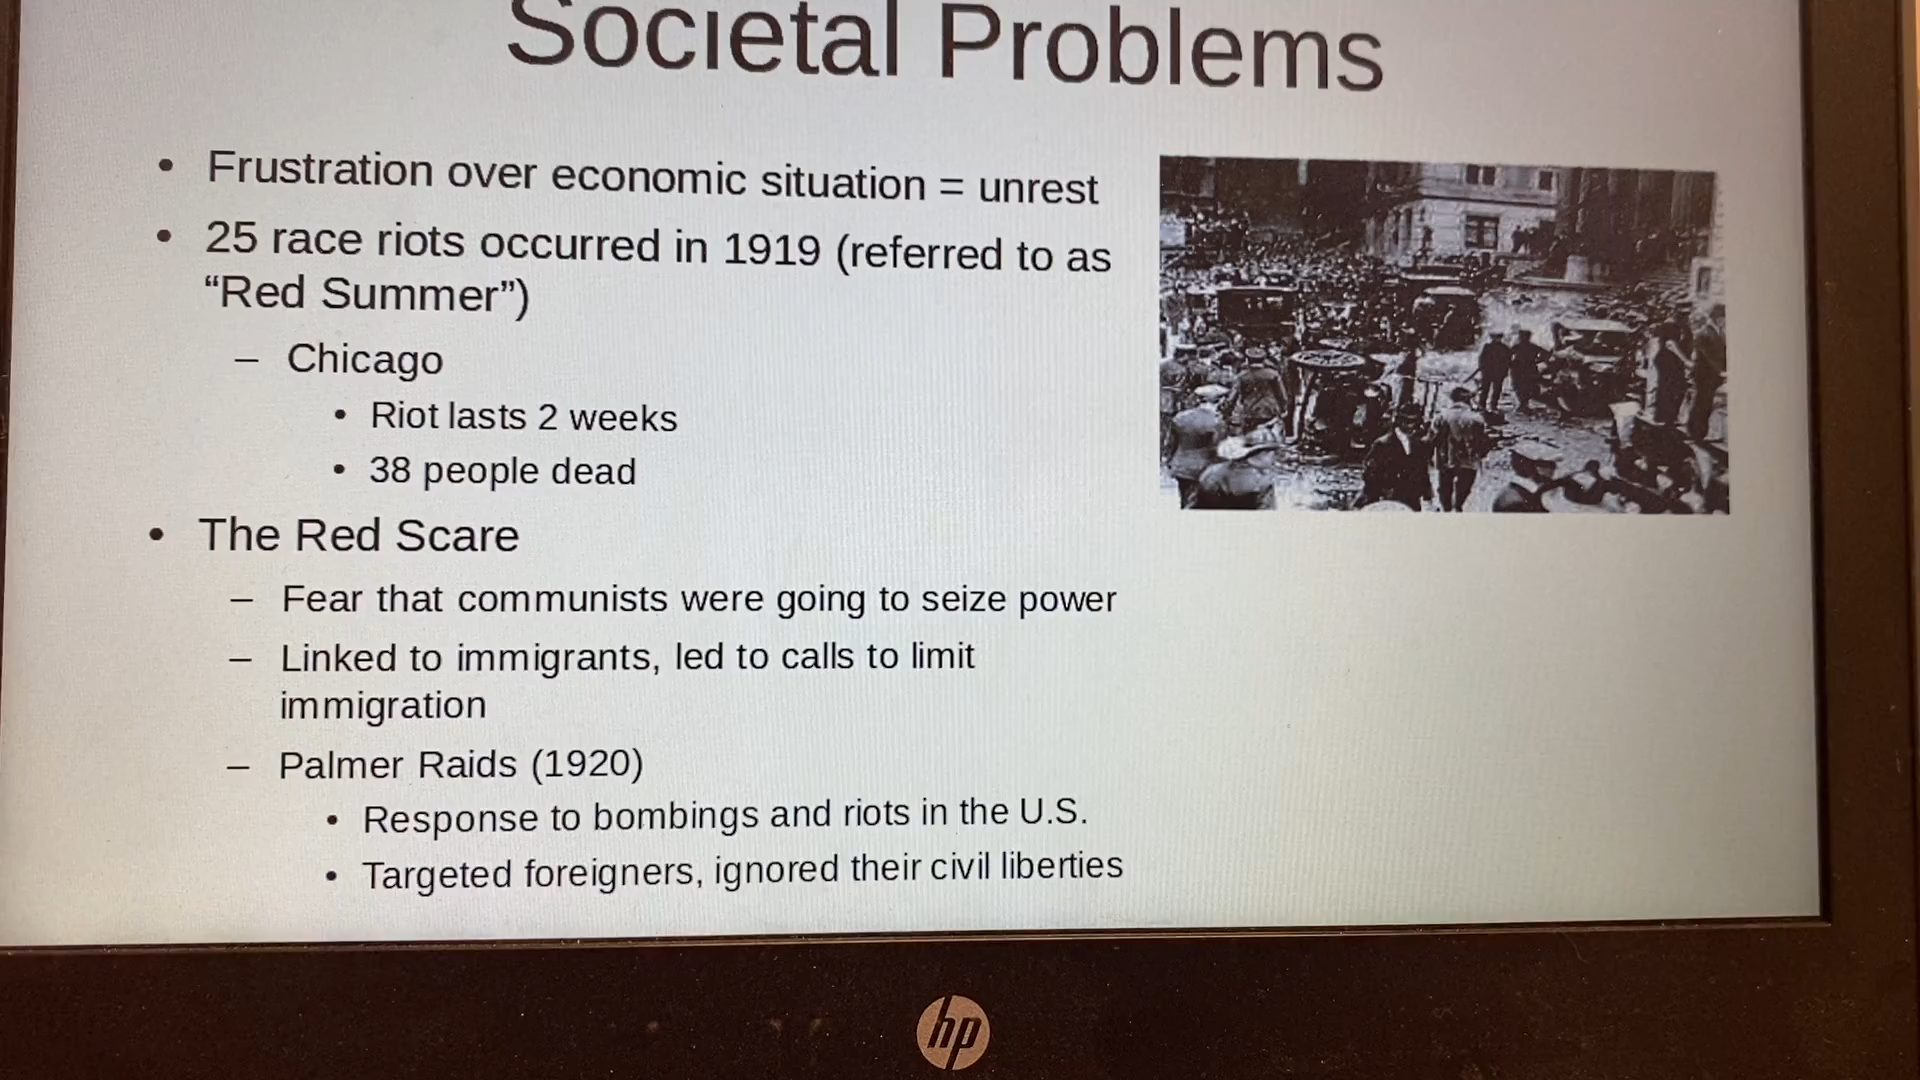 Societal Problems
• Frustration over economic situation = unrest
• 25 race riots occurred in 1919 (referred to as
“Red Summer”)
– Chicago
• Riot lasts 2 weeks
• 38 people dead
• The Red Scare
– Fear that communists were going to seize power
– Linked to immigrants, led to calls to limit
immigration
– Palmer Raids (1920)
• Response to bombings and riots in the U.S.
• Targeted foreigners, ignored their civil liberties
hp